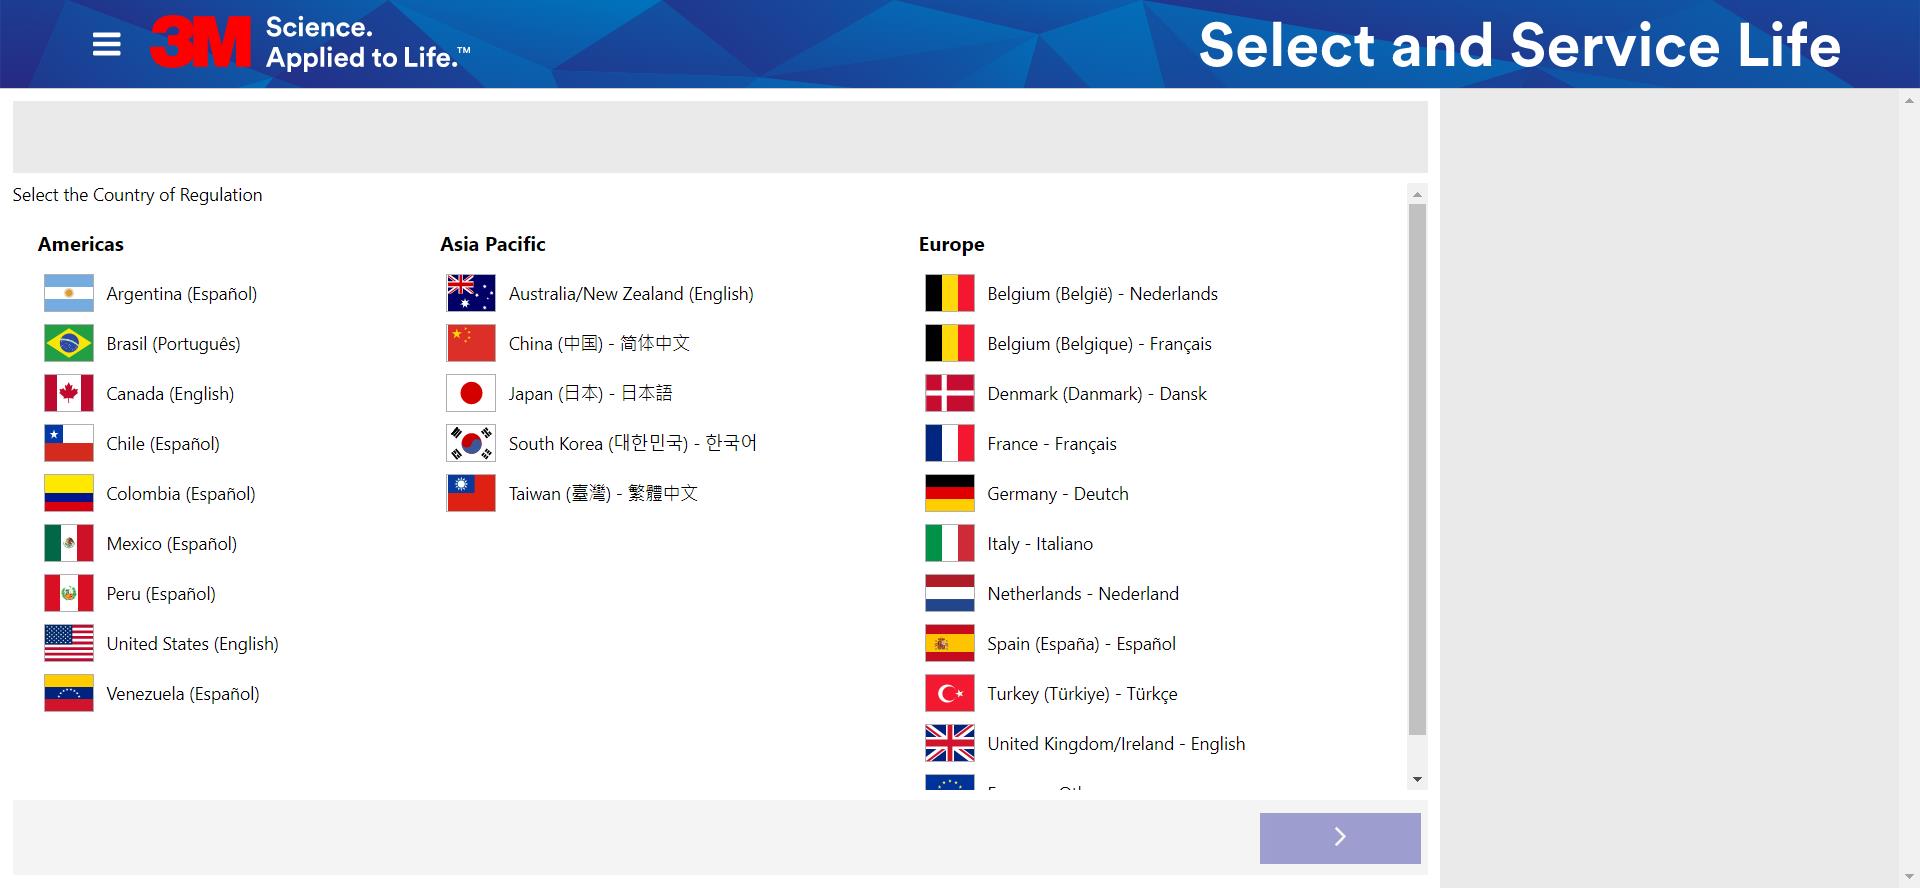 3M Science.
Applied to Life.™
Select and Service Life
Select the Country of Regulation
Americas
Argentina (Español)
Brasil (Português)
Canada (English)
Chile (Español)
Colombia (Español)
Mexico (Español)
Peru (Español)
United States (English)
Venezuela (Español)
Asia Pacific
Australia/New Zealand (English)
China (中国) - 简体中文
Japan (日本) - 日本語
South Korea (대한민국) - 한국어
Taiwan (臺灣) - 繁體中文
Europe
Belgium (België) - Nederlands
Belgium (Belgique) - Français
Denmark (Danmark) - Dansk
France - Français
Germany - Deutch
Italy - Italiano
Netherlands - Nederland
Spain (España) - Español
Turkey (Türkiye) - Türkçe
United Kingdom/Ireland - English